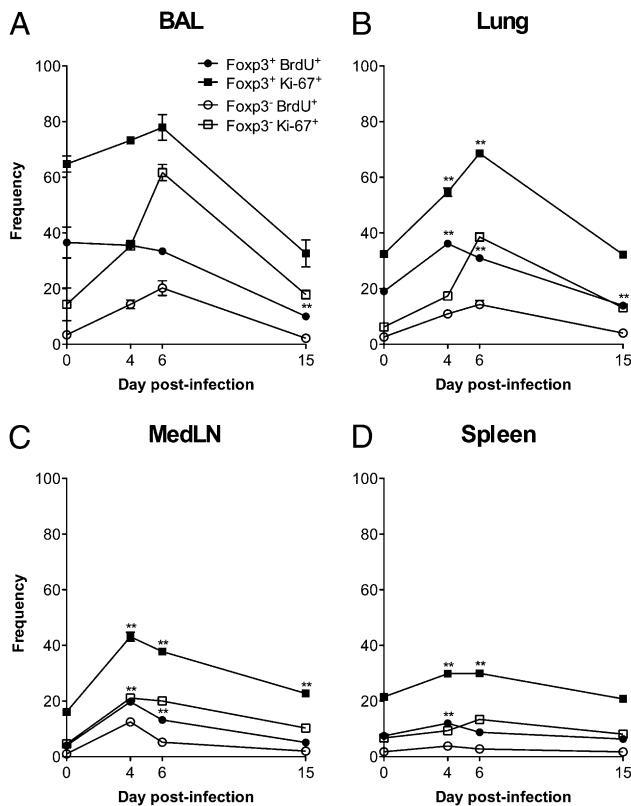 A
BAL
Foxp3+ BrdU+
Foxp3+ Ki-67+
Foxp3- BrdU+
Foxp3- Ki-67+
100
80
60
40
20
0
Frequency
**
0 4 6 15
Day post-infection
B
Lung
100
80
60
40
20
0
Frequency
**
**
**
**
**
0 4 6 15
Day post-infection
C
MedLN
100
80
60
40
20
0
Frequency
**
**
**
**
**
0 4 6 15
Day post-infection
D
Spleen
100
80
60
40
20
0
** **
**
0 4 6 15
Day post-infection